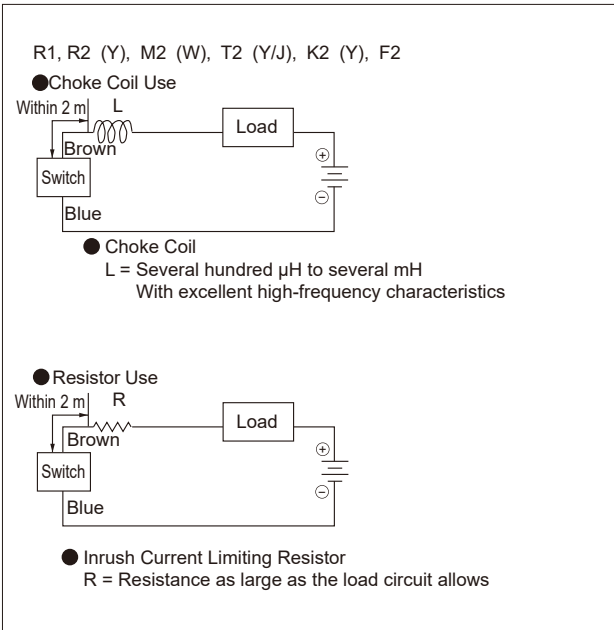 R1, R2 (Y), M2 (W), T2 (Y/J), K2 (Y), F2
●Choke Coil Use
Within 2 m
L
Load
Brown
+
Switch
−
Blue
● Choke Coil
L = Several hundred µH to several mH
With excellent high-frequency characteristics
●Resistor Use
Within 2 m
R
Load
Brown
+
Switch
−
Blue
● Inrush Current Limiting Resistor
R = Resistance as large as the load circuit allows